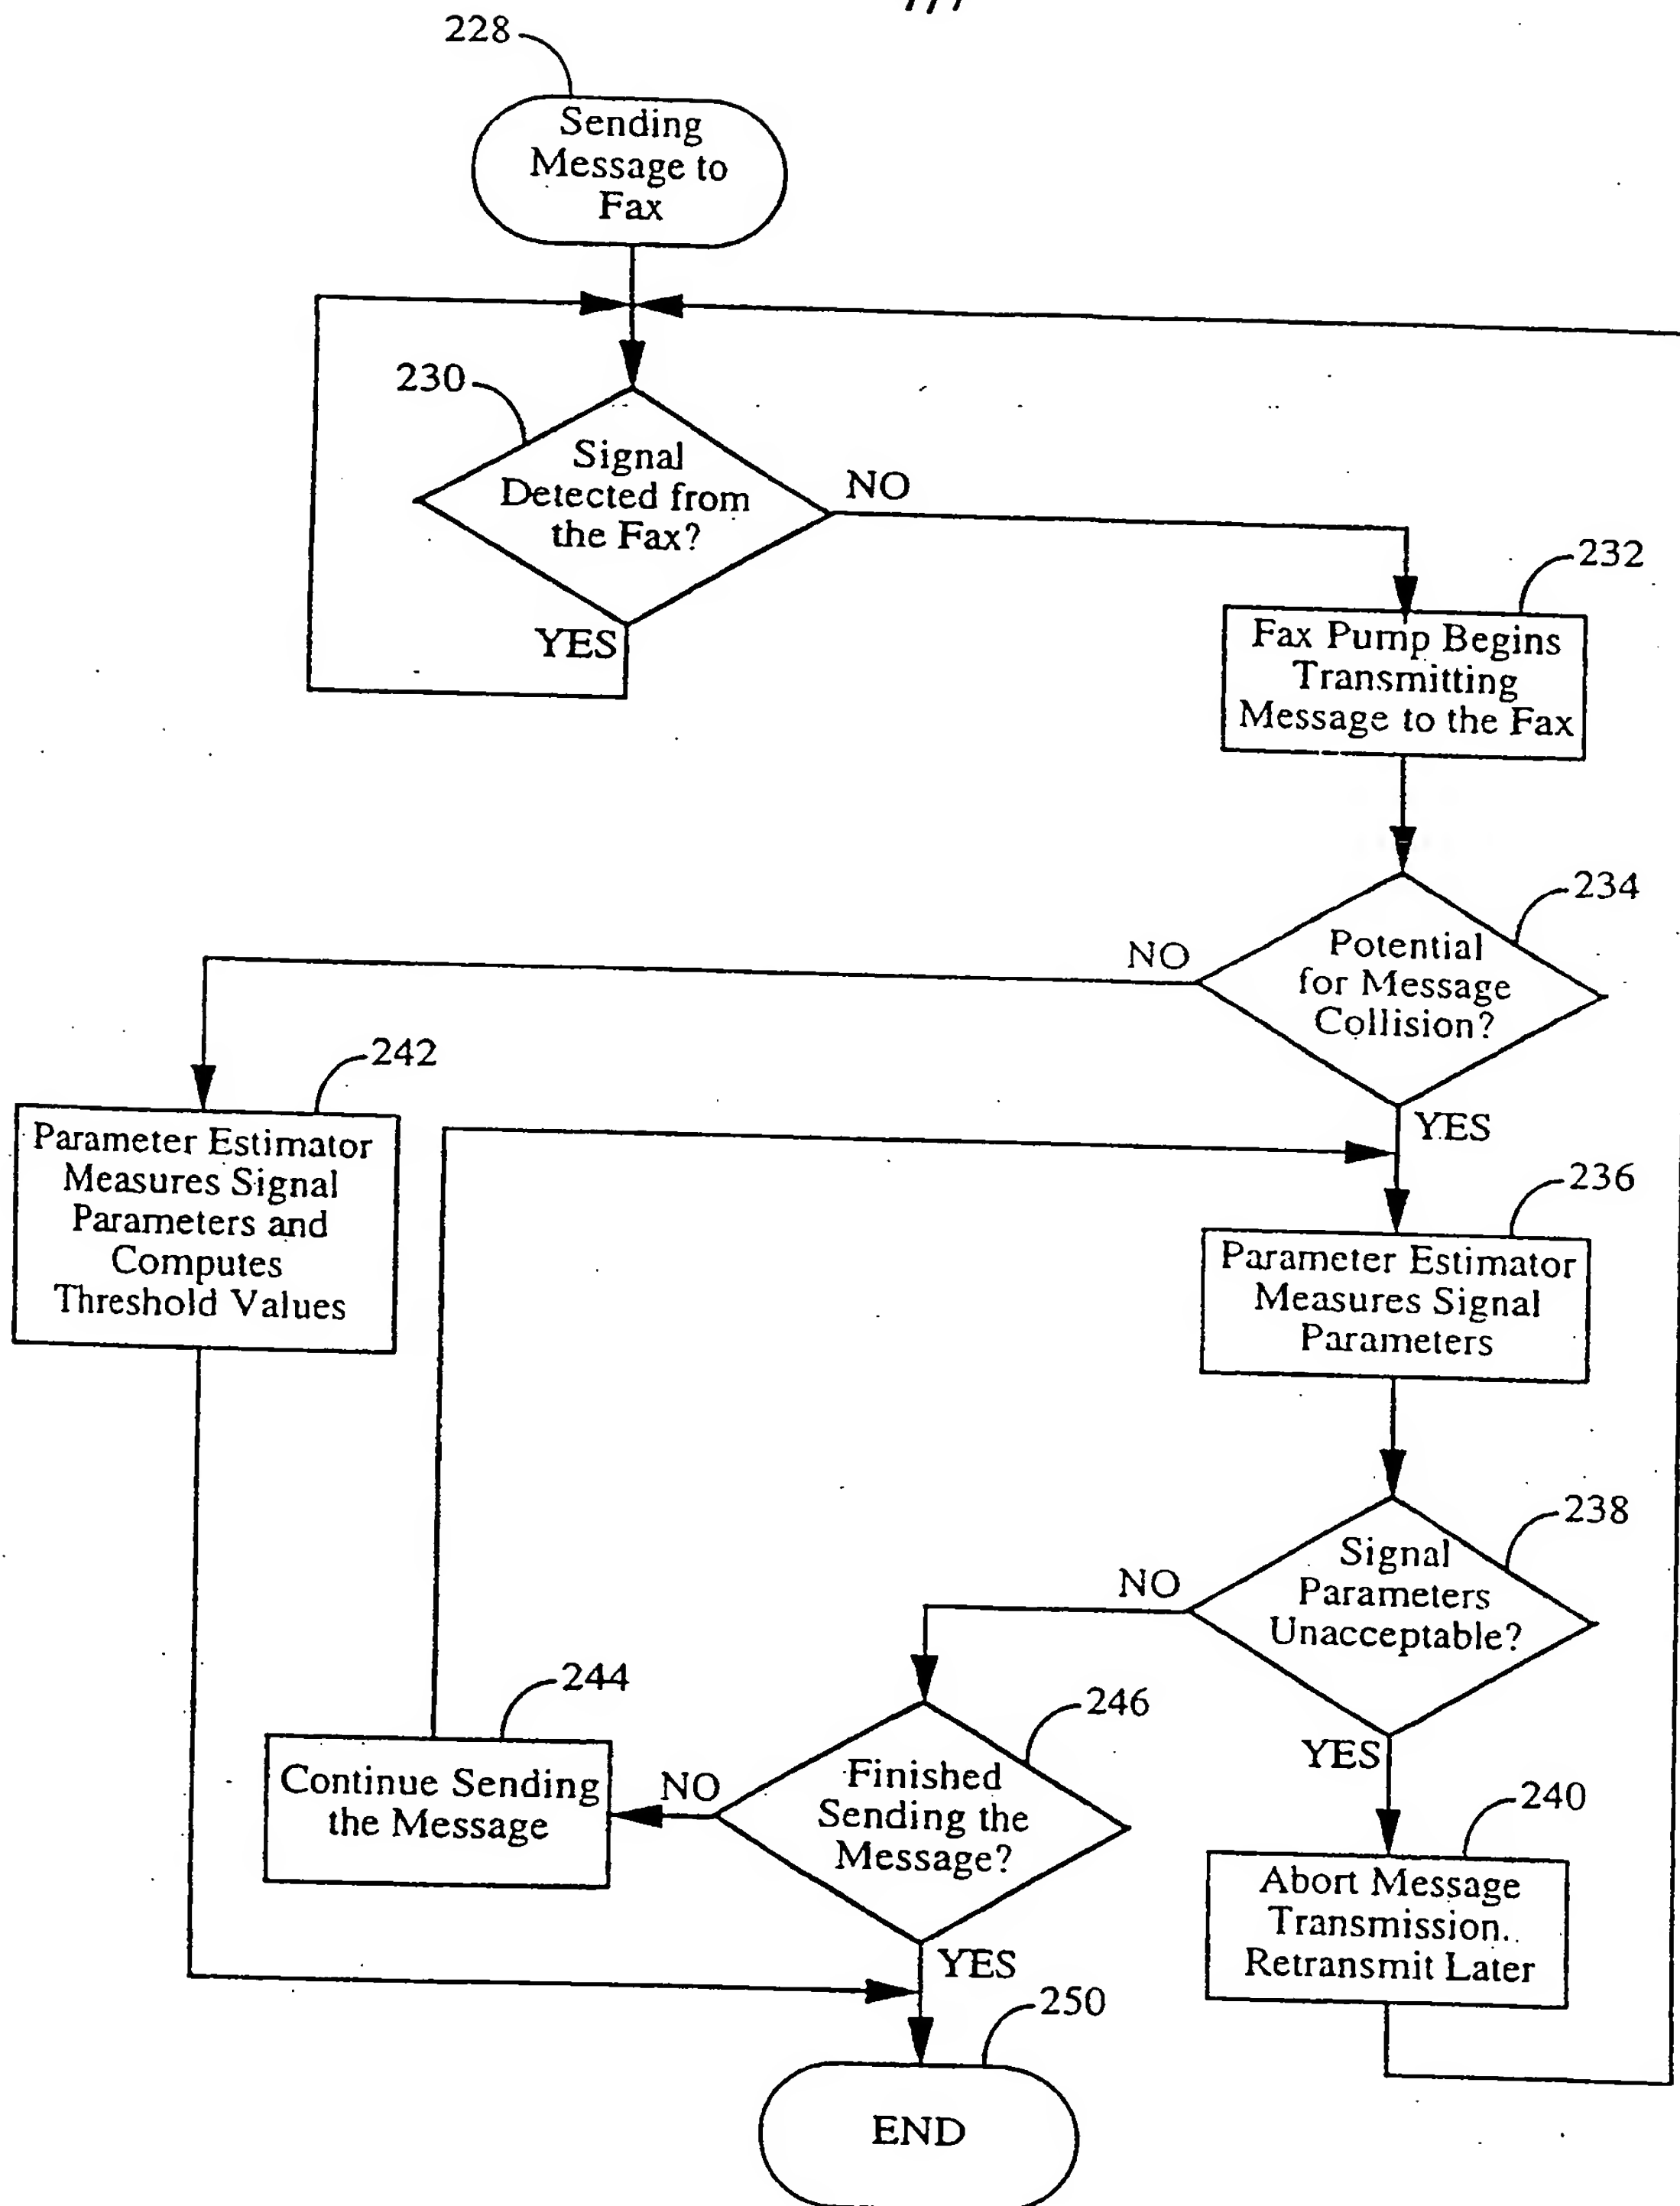 7/7
228
Sending
Message to
Fax
230
Signal
Detected from
the Fax?
NO
YES
232
Fax Pump Begins
Transmitting
Message to the Fax
234
Potential
for Message
Collision?
NO
YES
242
Parameter Estimator
Measures Signal
Parameters and
Computes
Threshold Values
236
Parameter Estimator
Measures Signal
Parameters
238
Signal
Parameters
Unacceptable?
NO
YES
244
Continue Sending
the Message
246
Finished
Sending the
Message?
NO
YES
240
Abort Message
Transmission..
Retransmit Later
250
END